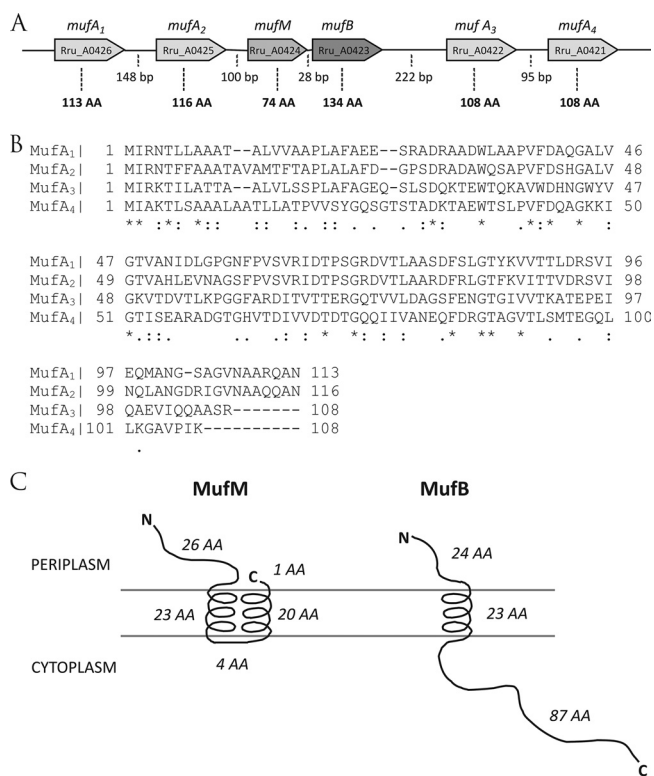 A
mufA1 mufA2 mufM mufB muf A3 mufA4
Rru_A0426 Rru_A0425 Rru_A0424 Rru_A0423 Rru_A0422 Rru_A0421
148 bp 100 bp 28 bp 222 bp 95 bp
113 AA 116 AA 74 AA 134 AA 108 AA 108 AA
B
MufA1| 1 MIRNTLLAAAT--ALVVAAPLAFAEE--SRADRAADWLAAPVFDAQGALV 46
MufA2| 1 MIRNTFFAAATAVAMTFTAPLALAFD--GPSDRADAWQSAPVFDSHGALV 48
MufA3| 1 MIRKTILATTA--ALVLSSPLAFAGEQ-SLSDQKTEWTQKAVWDHNGWYV 47
MufA4| 1 MIAKTLSAAALAATLLATPVVSYGQSGTSTADKTAEWTSLPVFDQAGKKI 50
** :*: *: :: :: . . . *: * *:* * :
MufA1| 47 GTVANIDLGPGNFPVSVRIDTPSGRDVTLAASDFSLGTYKVVTTLDRSVI 96
MufA2| 49 GTVAHLEVNAGSFPVSVRIDTPSGRDVTLAARDFRLGTFKVITTVDRSVI 98
MufA3| 48 GKVTDVTLKPGGFARDITVTTERGQTVVLDAGSFENGTGIVVTKATEPEI 97
MufA4| 51 GTISEARADGTGHVTDIVVDTDTGQQIIVANEQFDRGTAGVTLSMTEGQL 100
*.::. . .: : * *: : : * ** * . . :
MufA1| 97 EQMANG-SAGVNAARQAN 113
MufA2| 99 NQLANGDRIGVNAAQQAN 116
MufA3| 98 QAEVIQQAASR------- 108
MufA4|101 LKGAVPIK---------- 108
.
C
MufM MufB
N 26 AA C 1 AA N 24 AA
PERIPLASM
23 AA 20 AA 23 AA
4 AA
CYTOPLASM
87 AA
C